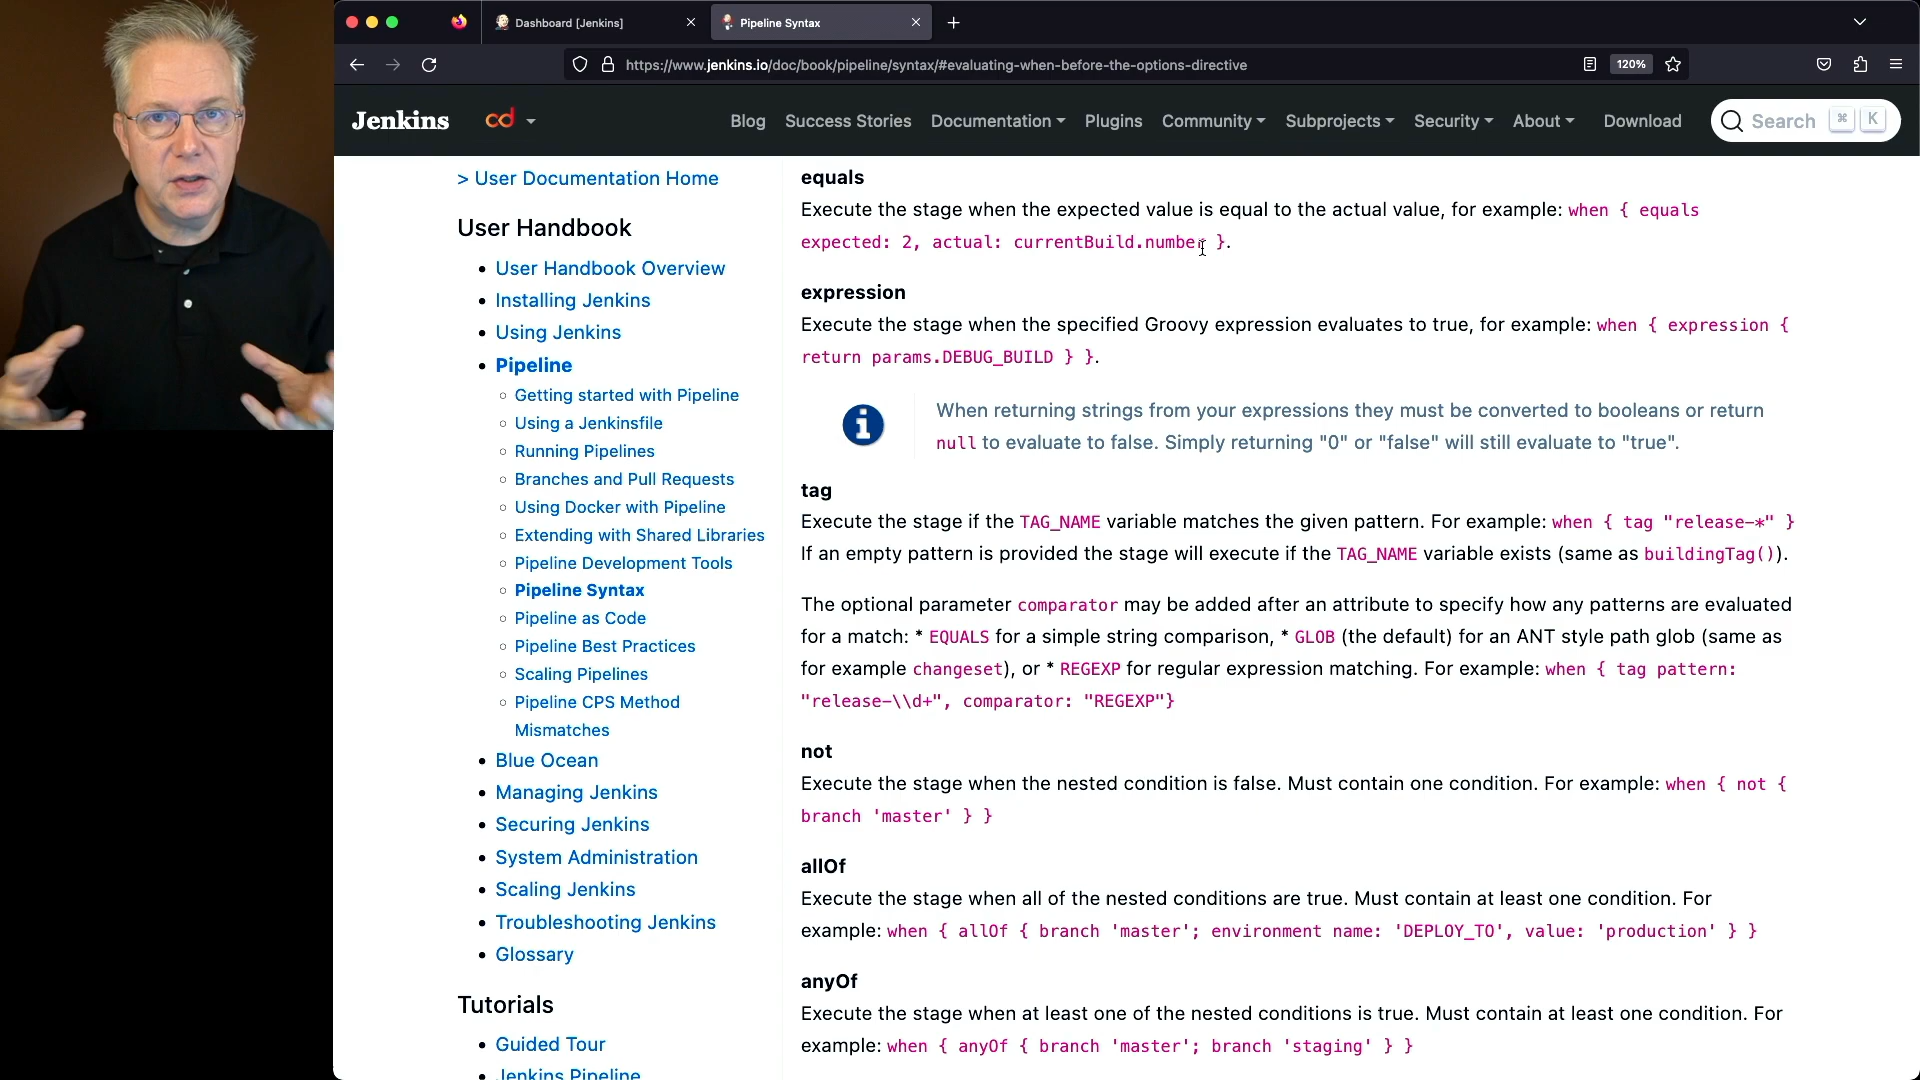 Dashboard [Jenkins]
Pipeline Syntax
https://www.jenkins.io/doc/book/pipeline/syntax/#evaluating-when-before-the-options-directive
120%
Jenkins
cd
Blog
Success Stories
Documentation
Plugins
Community
Subprojects
Security
About
Download
Search ⌘ K
> User Documentation Home
User Handbook
User Handbook Overview
Installing Jenkins
Using Jenkins
Pipeline
Getting started with Pipeline
Using a Jenkinsfile
Running Pipelines
Branches and Pull Requests
Using Docker with Pipeline
Extending with Shared Libraries
Pipeline Development Tools
Pipeline Syntax
Pipeline as Code
Pipeline Best Practices
Scaling Pipelines
Pipeline CPS Method
Mismatches
Blue Ocean
Managing Jenkins
Securing Jenkins
System Administration
Scaling Jenkins
Troubleshooting Jenkins
Glossary
Tutorials
Guided Tour
Jenkins Pipeline
equals
Execute the stage when the expected value is equal to the actual value, for example: when { equals
expected: 2, actual: currentBuild.number }.
expression
Execute the stage when the specified Groovy expression evaluates to true, for example: when { expression {
return params.DEBUG_BUILD } }.
When returning strings from your expressions they must be converted to booleans or return
null to evaluate to false. Simply returning "0" or "false" will still evaluate to "true".
tag
Execute the stage if the TAG_NAME variable matches the given pattern. For example: when { tag "release-*" }
If an empty pattern is provided the stage will execute if the TAG_NAME variable exists (same as buildingTag()).
The optional parameter comparator may be added after an attribute to specify how any patterns are evaluated
for a match: * EQUALS for a simple string comparison, * GLOB (the default) for an ANT style path glob (same as
for example changeset), or * REGEXP for regular expression matching. For example: when { tag pattern:
"release-\\d+", comparator: "REGEXP"}
not
Execute the stage when the nested condition is false. Must contain one condition. For example: when { not {
branch 'master' } }
allOf
Execute the stage when all of the nested conditions are true. Must contain at least one condition. For
example: when { allOf { branch 'master'; environment name: 'DEPLOY_TO', value: 'production' } }
anyOf
Execute the stage when at least one of the nested conditions is true. Must contain at least one condition. For
example: when { anyOf { branch 'master'; branch 'staging' } }